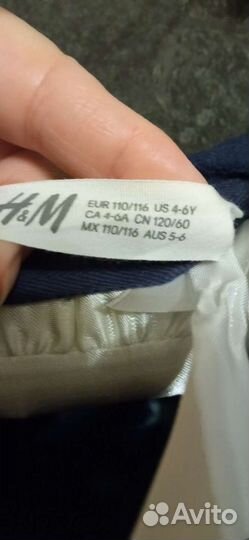 H&M
EUR 110/116 US 4-6Y
CA 4-6A CN 120/60
MX 110/116 AUS 5-6
Avito